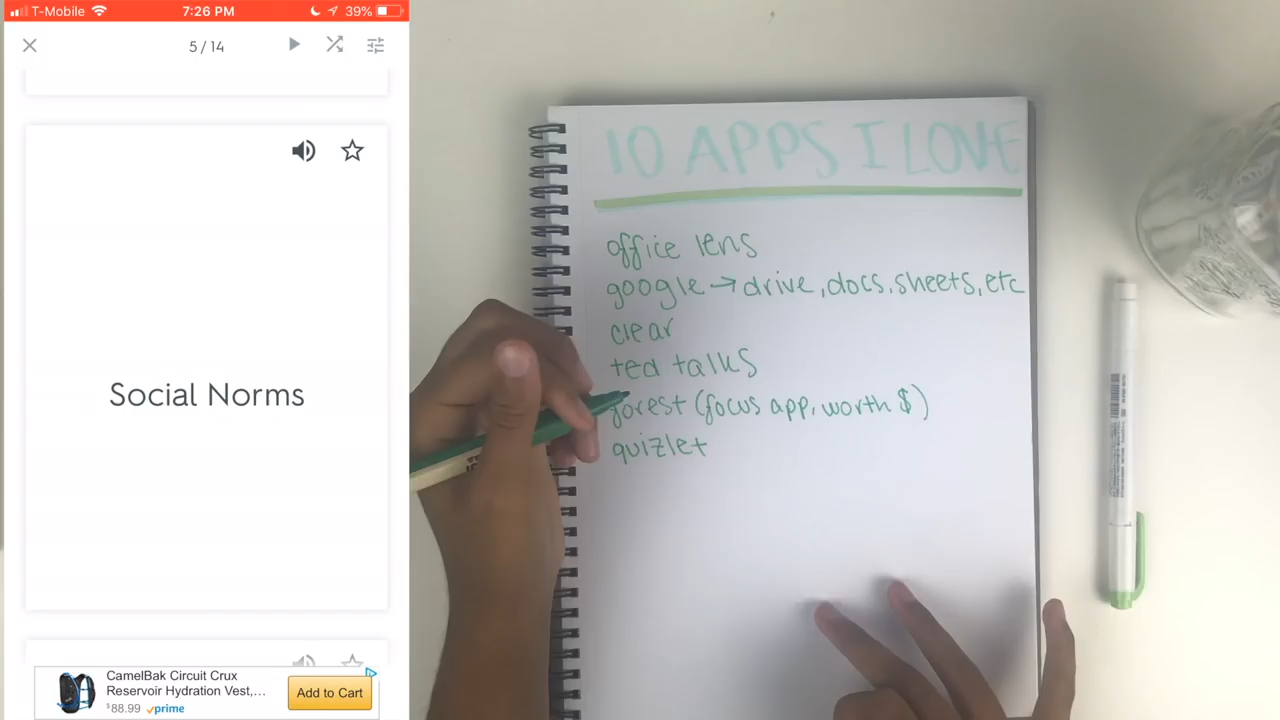 T-Mobile 7:26 PM 39%
5 / 14
Social Norms
CamelBak Circuit Crux
Reservoir Hydration Vest,...
$88.99 prime
Add to Cart
10 APPS I LOVE
office lens
google → drive, docs, sheets, etc
clear
ted talks
forest (focus app, worth $)
quizlet